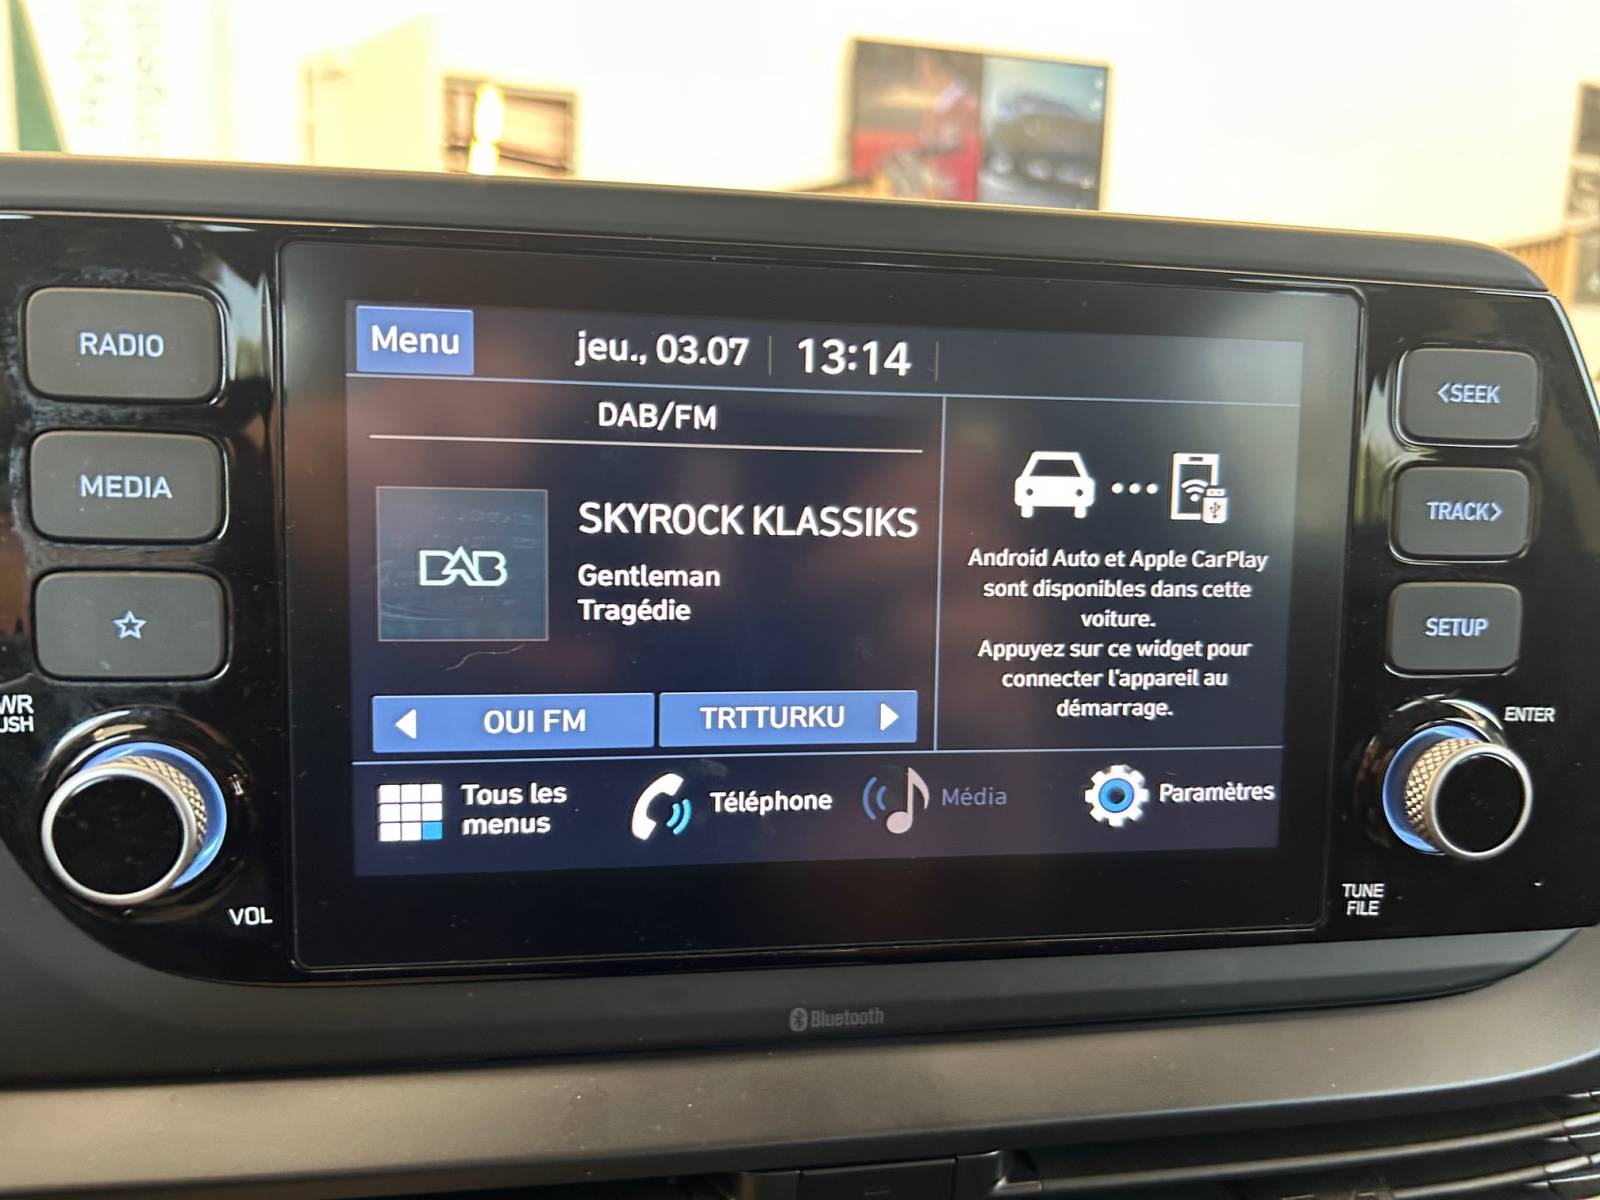 RADIO
MEDIA
VOL
Menu
jeu., 03.07
13:14
DAB/FM
DAB
SKYROCK KLASSIKS
Gentleman
Tragédie
OUI FM
TRTTURKU
Android Auto et Apple CarPlay
sont disponibles dans cette
voiture.
Appuyez sur ce widget pour
connecter l'appareil au
démarrage.
Tous les
menus
Téléphone
Média
Paramètres
<SEEK
TRACK>
SETUP
ENTER
TUNE
FILE
Bluetooth